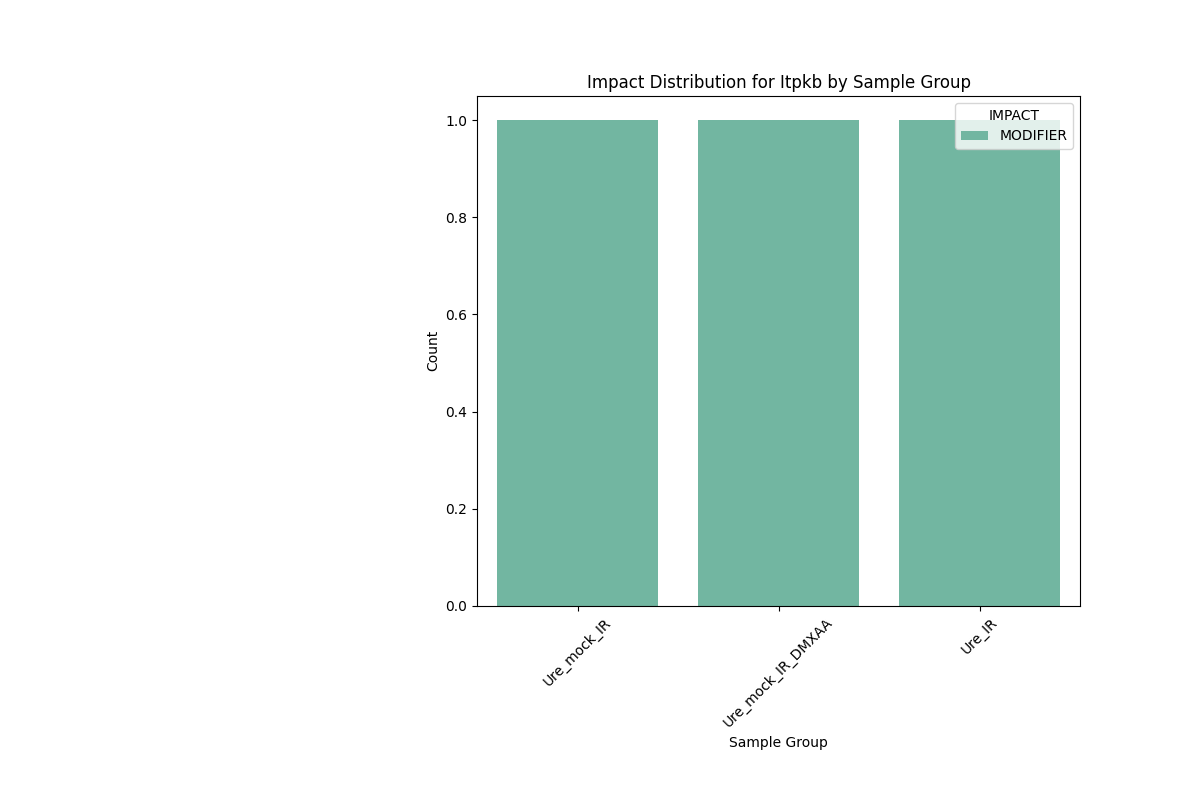 Impact Distribution for Itpkb by Sample Group
IMPACT
MODIFIER
1.0
0.8
0.6
0.4
0.2
0.0
Count
Ure_mock_IR
Ure_mock_IR_DMXAA
Ure_IR
Sample Group